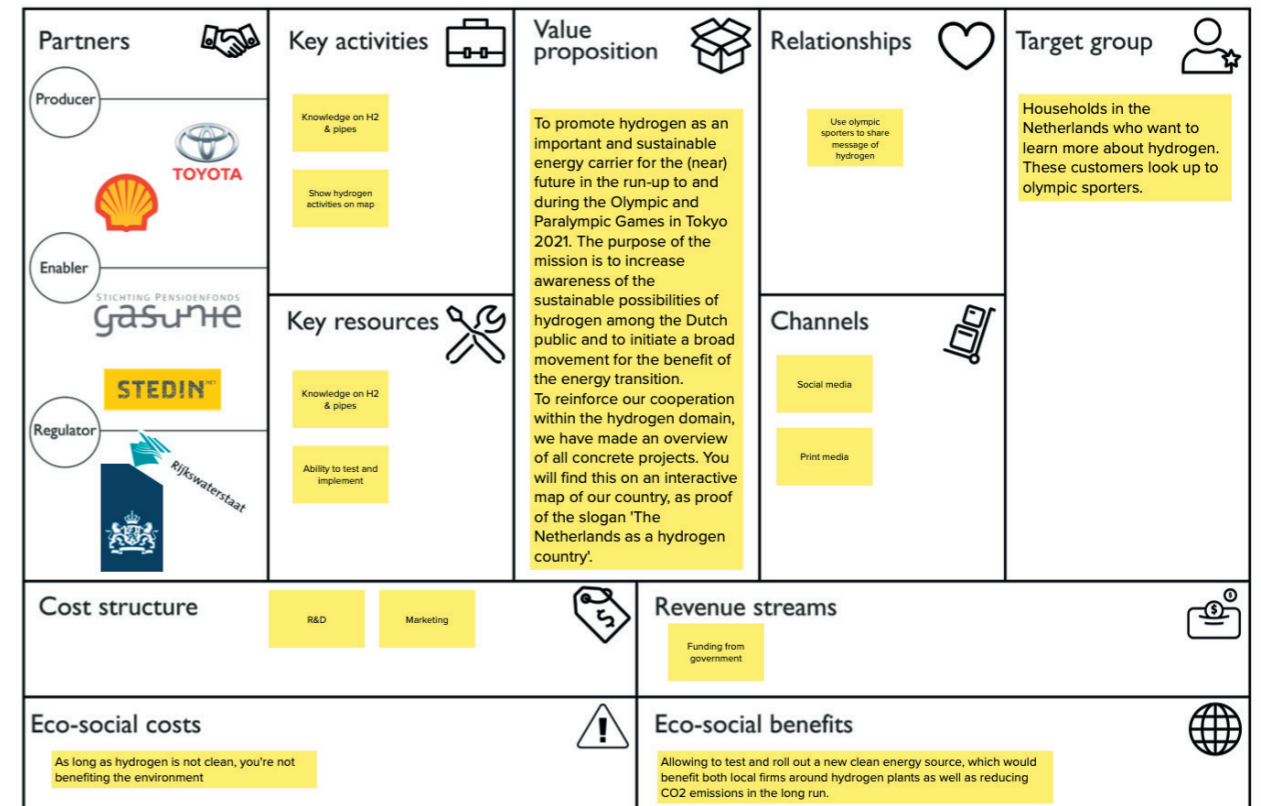 Partners
Producer
TOYOTA
Enabler
STICHTING PENSIOENFONDS
gasunie
STEDIN.NET
Regulator
Rijkswaterstaat
Key activities
Knowledge on H2
& pipes
Show hydrogen
activities on map
Key resources
Knowledge on H2
& pipes
Ability to test and
implement
Value
proposition
To promote hydrogen as an
important and sustainable
energy carrier for the (near)
future in the run-up to and
during the Olympic and
Paralympic Games in Tokyo
2021. The purpose of the
mission is to increase
awareness of the
sustainable possibilities of
hydrogen among the Dutch
public and to initiate a broad
movement for the benefit of
the energy transition.
To reinforce our cooperation
within the hydrogen domain,
we have made an overview
of all concrete projects. You
will find this on an interactive
map of our country, as proof
of the slogan 'The
Netherlands as a hydrogen
country'.
Relationships
Use olympic
sporters to share
message of
hydrogen
Channels
Social media
Print media
Target group
Households in the
Netherlands who want to
learn more about hydrogen.
These customers look up to
olympic sporters.
Cost structure
R&D
Marketing
Revenue streams
Funding from
government
Eco-social costs
As long as hydrogen is not clean, you're not
benefiting the environment
Eco-social benefits
Allowing to test and roll out a new clean energy source, which would
benefit both local firms around hydrogen plants as well as reducing
CO2 emissions in the long run.